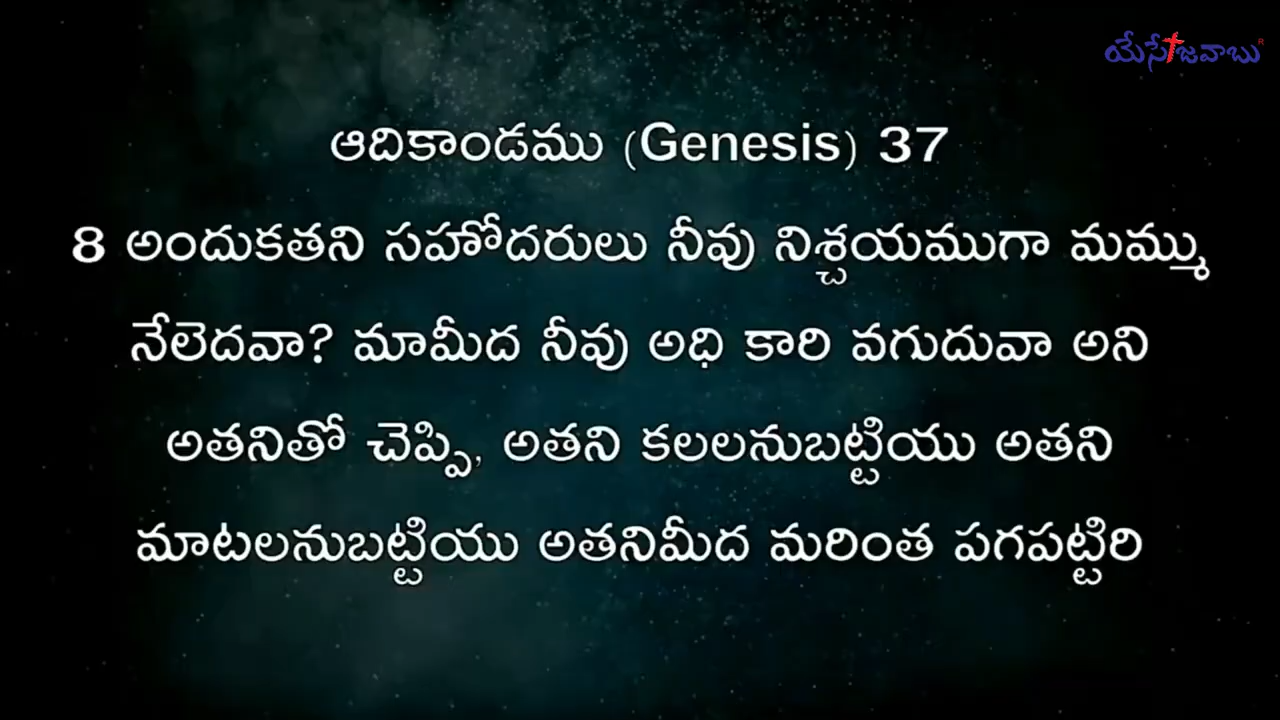 యేసే జవాబు
ఆదికాండము (Genesis) 37
8 అందుకతని సహోదరులు నీవు నిశ్చయముగా మమ్ము
నేలెదవా? మామీద నీవు అధి కారి వగుదువా అని
అతనితో చెప్పి, అతని కలలనుబట్టియు అతని
మాటలనుబట్టియు అతనిమీద మరింత పగపట్టిరి